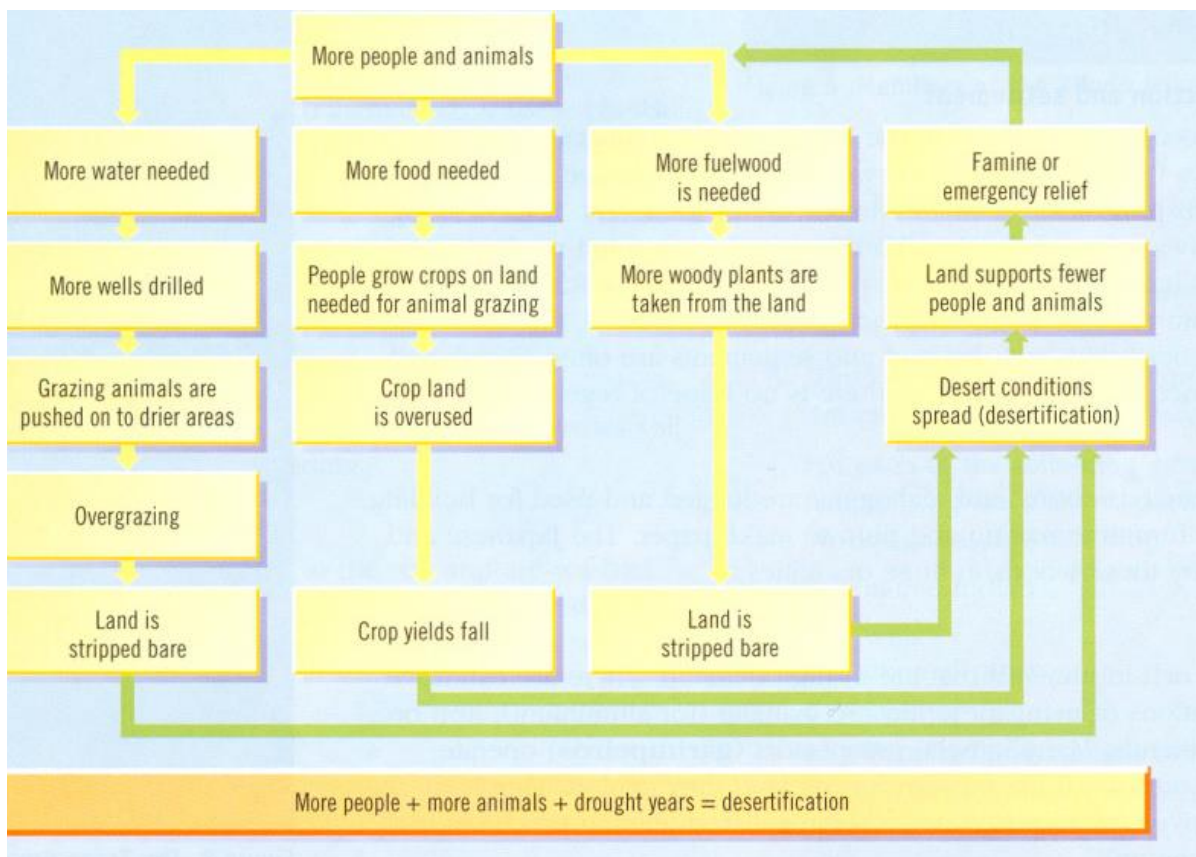 More people and animals
More water needed
More wells drilled
Grazing animals are
pushed on to drier areas
Overgrazing
Land is
stripped bare
More food needed
People grow crops on land
needed for animal grazing
Crop land
is overused
Crop yields fall
More fuelwood
is needed
More woody plants are
taken from the land
Land is
stripped bare
Desert conditions
spread (desertification)
Land supports fewer
people and animals
Famine or
emergency relief
More people + more animals + drought years = desertification